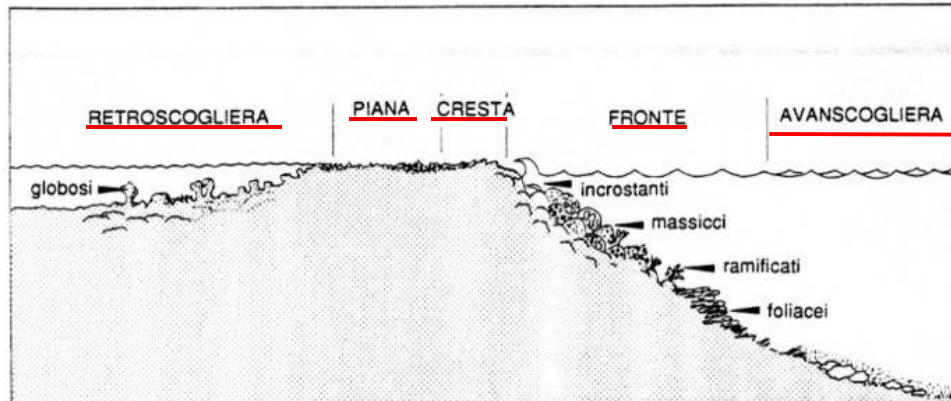 RETROSCOGLIERA
PIANA
CRESTA
FRONTE
AVANSCOGLIERA
globosi
incrostanti
massicci
ramificati
foliacei